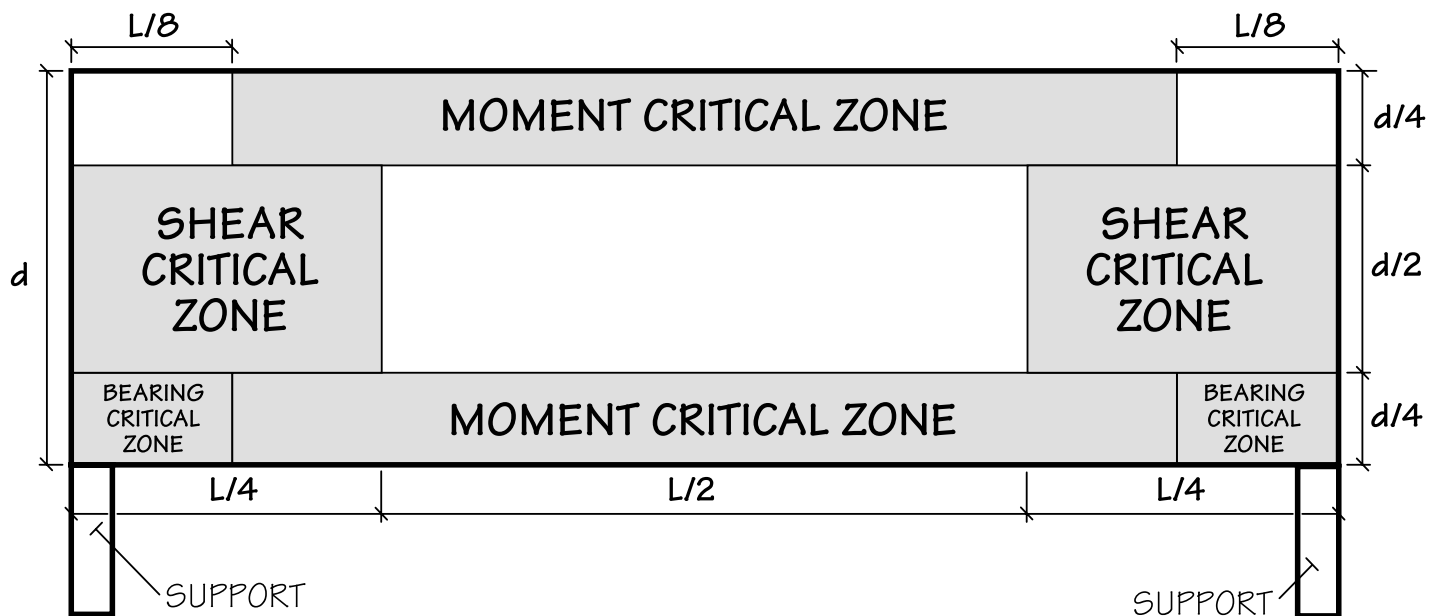 L/8
L/8
MOMENT CRITICAL ZONE
d/4
SHEAR
CRITICAL
ZONE
SHEAR
CRITICAL
ZONE
d
d/2
BEARING
CRITICAL
ZONE
MOMENT CRITICAL ZONE
BEARING
CRITICAL
ZONE
d/4
L/4
L/2
L/4
SUPPORT
SUPPORT